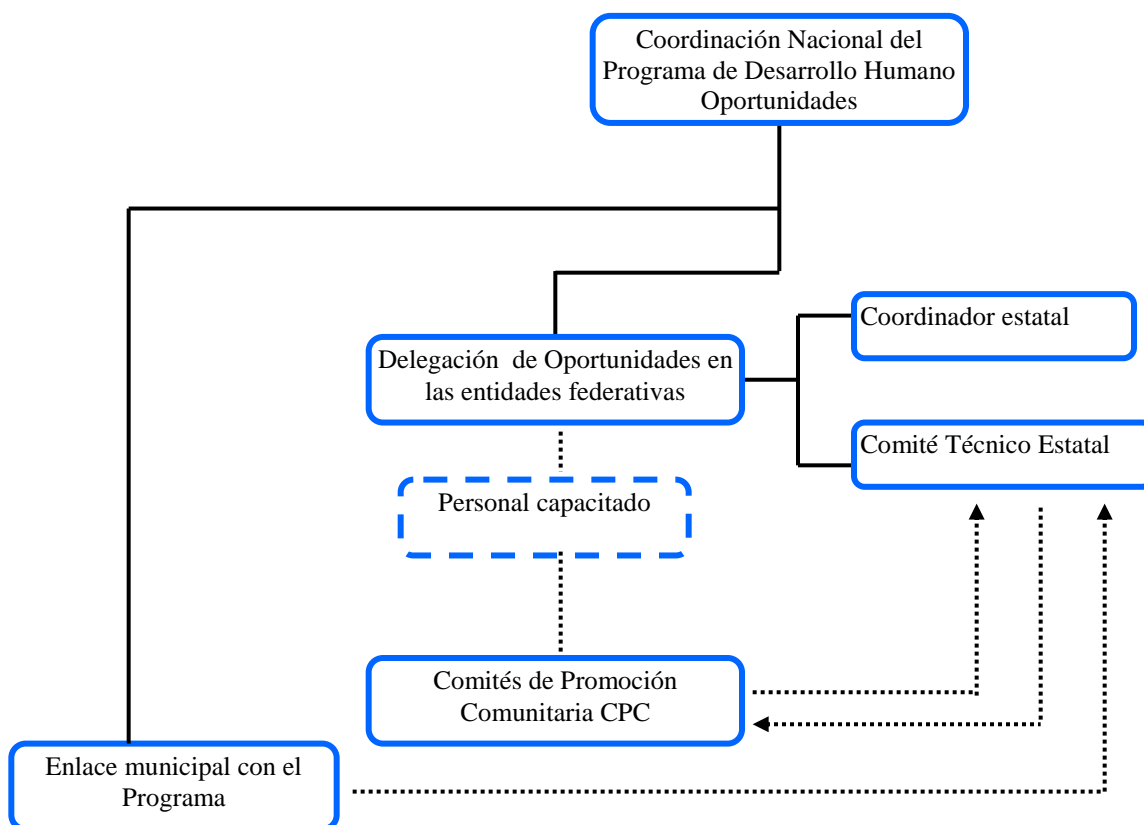 Coordinación Nacional del
Programa de Desarrollo Humano
Oportunidades
Coordinador estatal
Delegación de Oportunidades en
las entidades federativas
Comité Técnico Estatal
Personal capacitado
Comités de Promoción
Comunitaria CPC
Enlace municipal con el
Programa